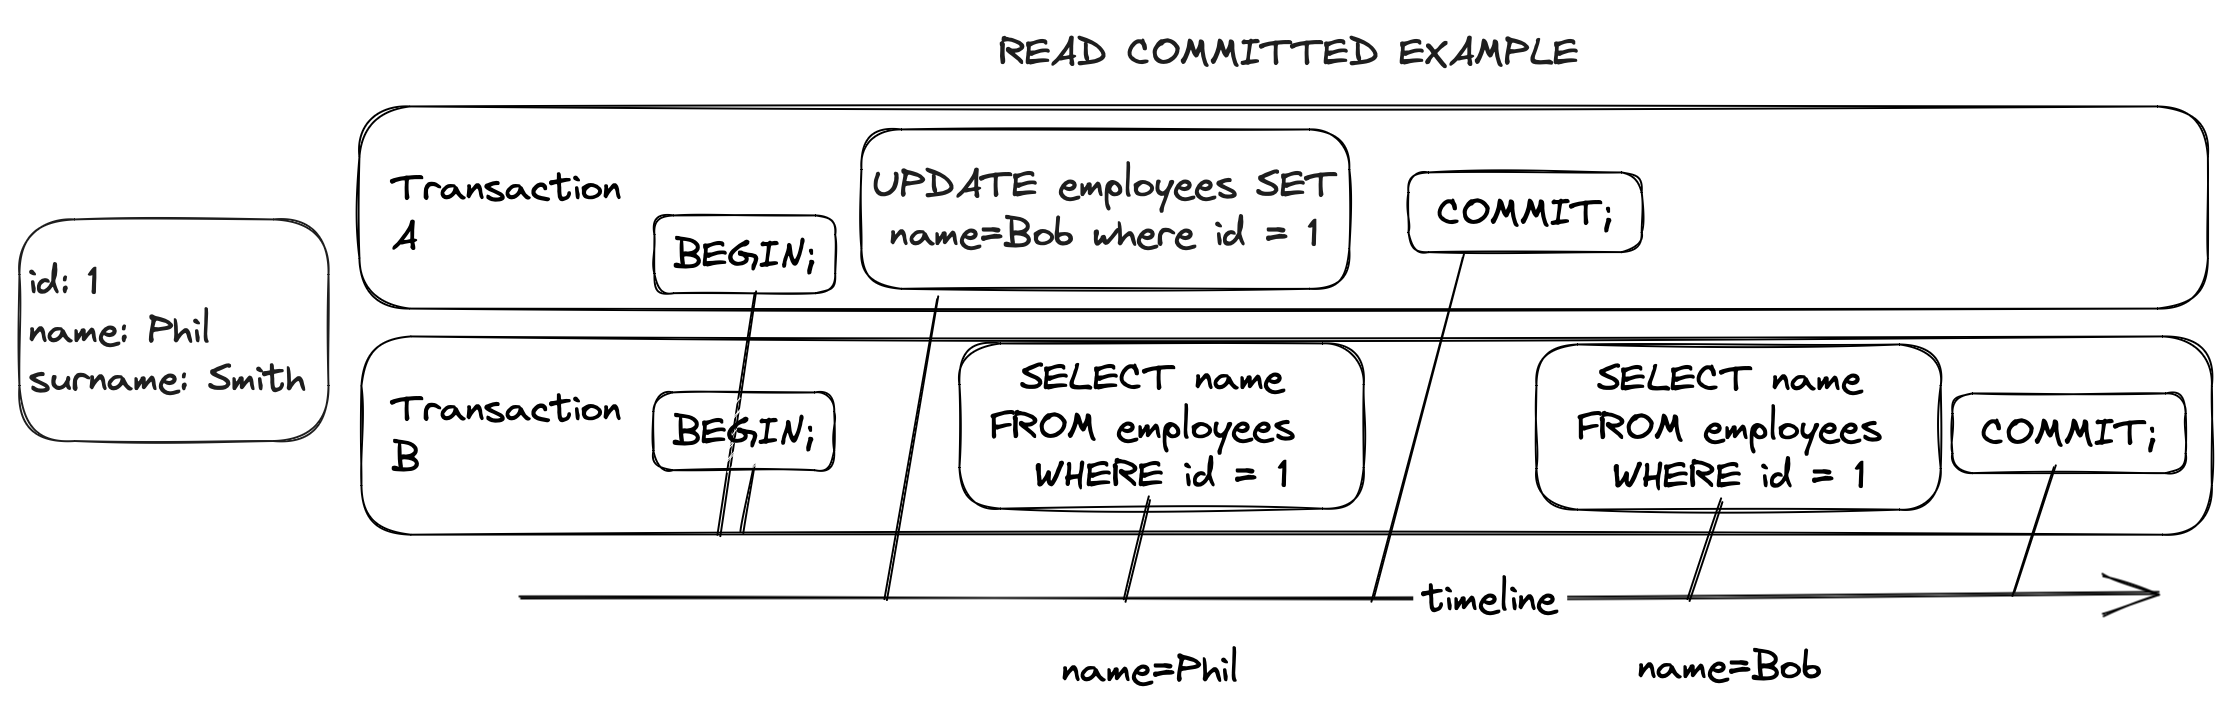 READ COMMITTED EXAMPLE
id: 1
name: Phil
surname: Smith
Transaction
A
BEGIN;
UPDATE employees SET
name=Bob where id = 1
COMMIT;
Transaction
B
BEGIN;
SELECT name
FROM employees
WHERE id = 1
SELECT name
FROM employees
WHERE id = 1
COMMIT;
timeline
name=Phil
name=Bob